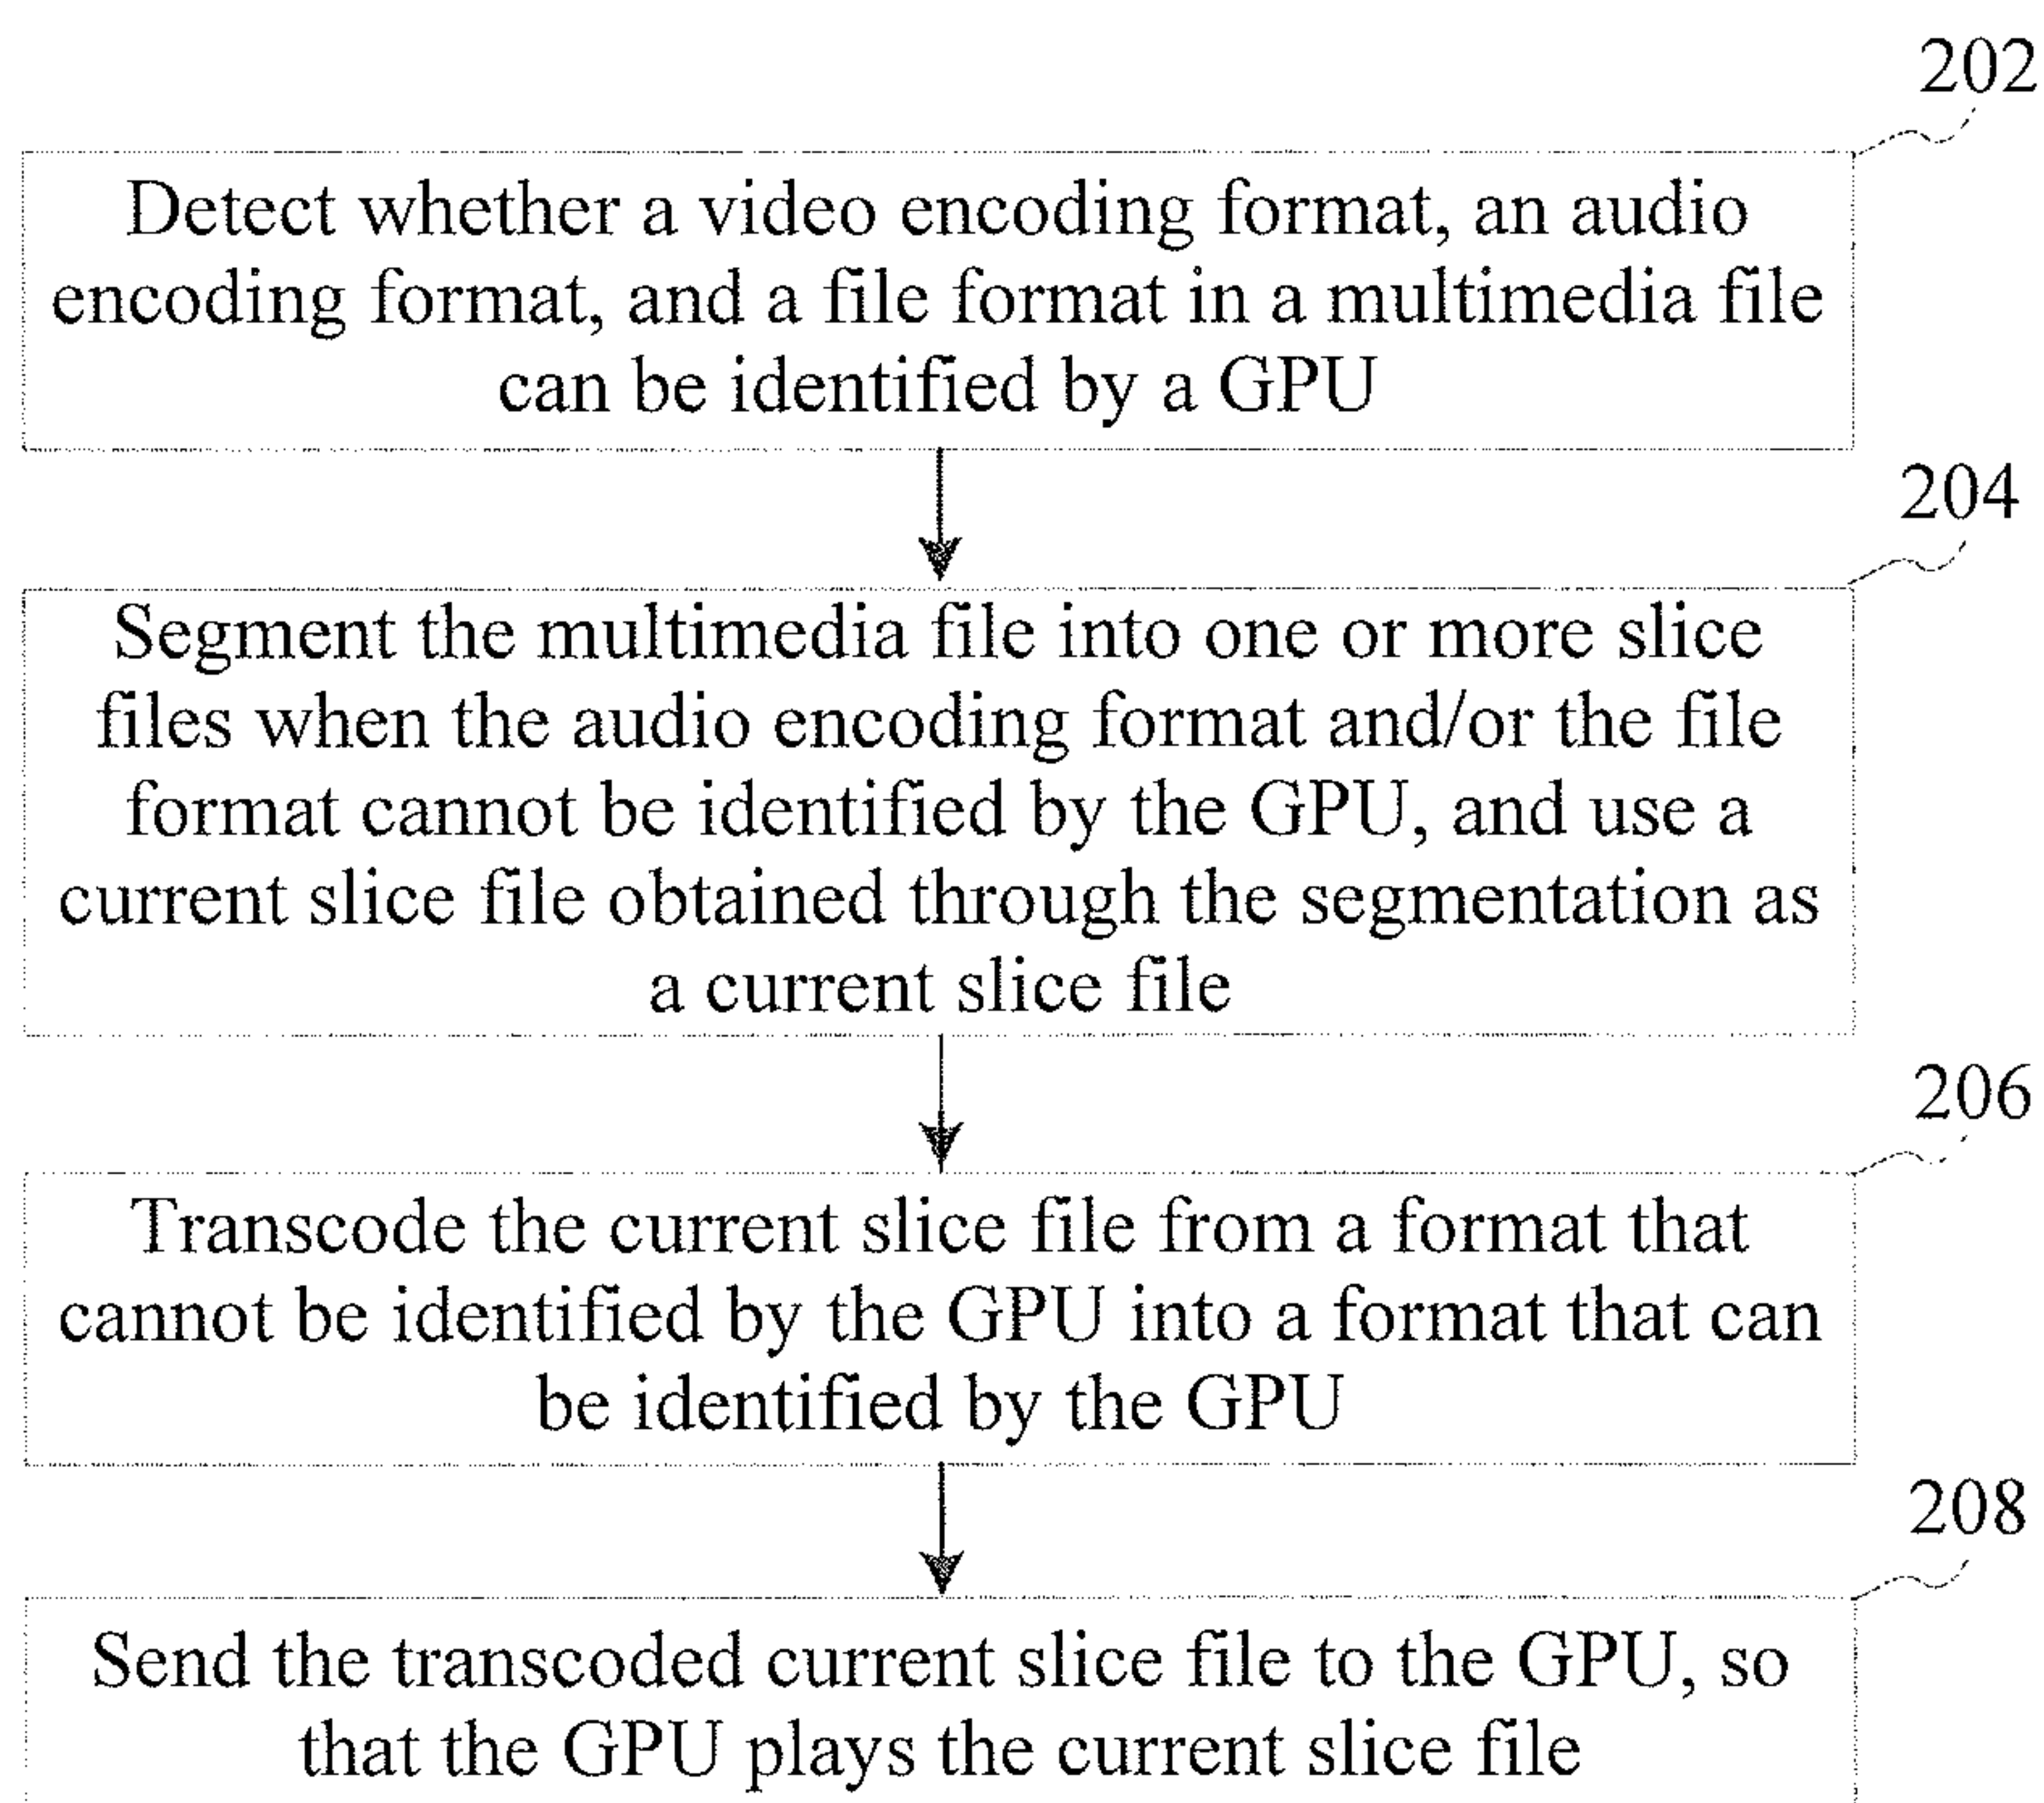 202
Detect whether a video encoding format, an audio
encoding format, and a file format in a multimedia file
can be identified by a GPU
204
Segment the multimedia file into one or more slice
files when the audio encoding format and/or the file
format cannot be identified by the GPU, and use a
current slice file obtained through the segmentation as
a current slice file
206
Transcode the current slice file from a format that
cannot be identified by the GPU into a format that can
be identified by the GPU
208
Send the transcoded current slice file to the GPU, so
that the GPU plays the current slice file